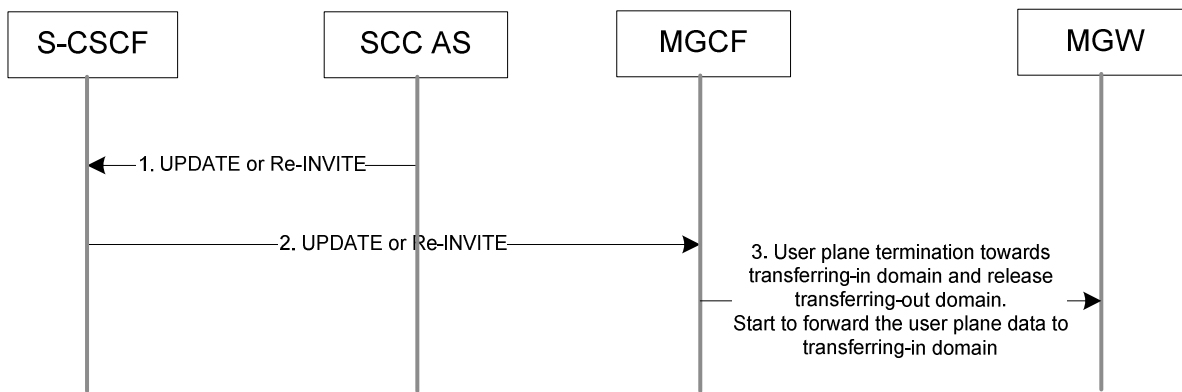 S-CSCF
SCC AS
MGCF
MGW
1. UPDATE or Re-INVITE
2. UPDATE or Re-INVITE
3. User plane termination towards
transferring-in domain and release
transferring-out domain.
Start to forward the user plane data to
transferring-in domain